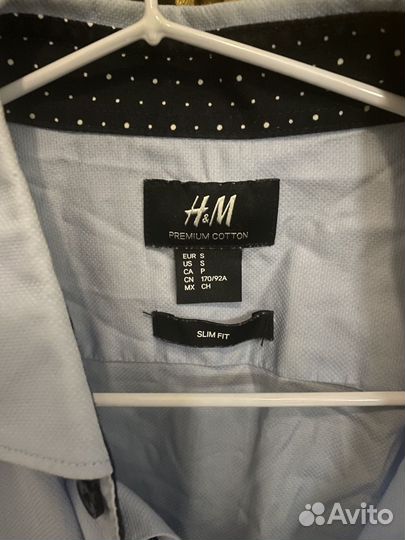 H&M
PREMIUM COTTON
EUR S
US S
CA P
CN 170/92A
MX CH
SLIM FIT
Avito